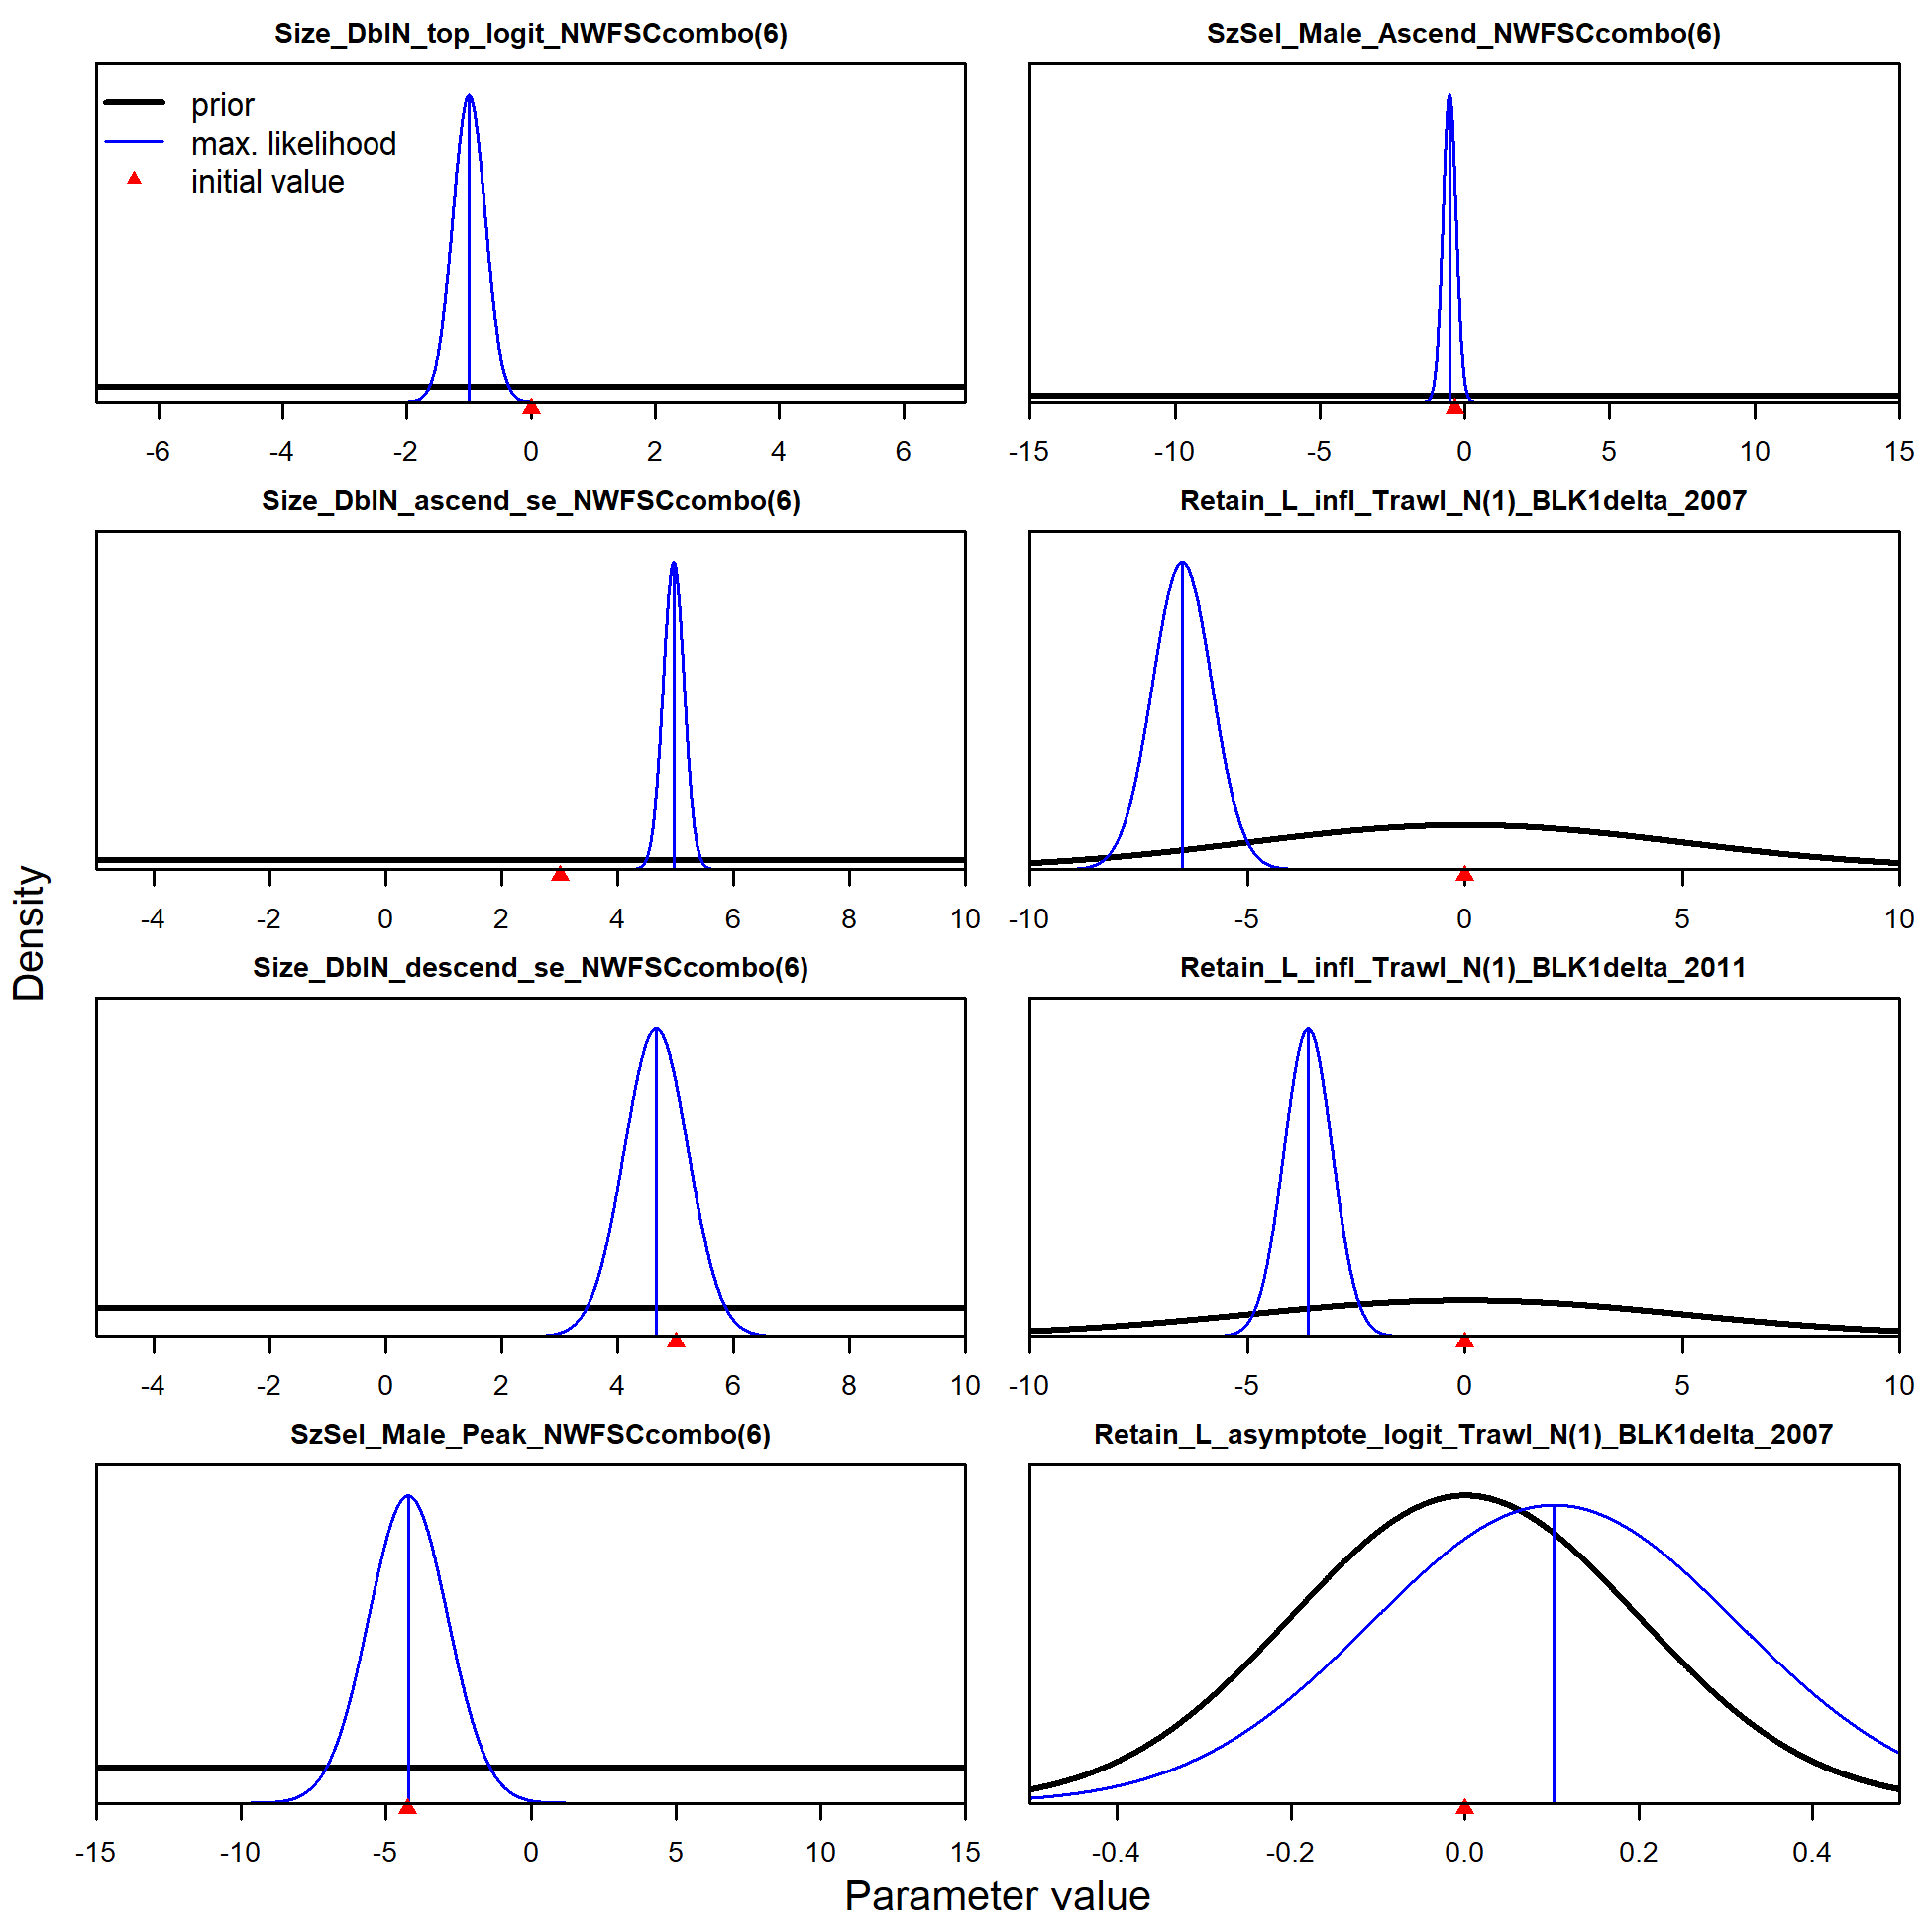 Size_DblN_top_logit_NWFSCcombo(6)
prior
max. likelihood
initial value
-6 -4 -2 0 2 4 6
SzSel_Male_Ascend_NWFSCcombo(6)
-15 -10 -5 0 5 10 15
Size_DblN_ascend_se_NWFSCcombo(6)
-4 -2 0 2 4 6 8 10
Retain_L_infl_Trawl_N(1)_BLK1delta_2007
-10 -5 0 5 10
Size_DblN_descend_se_NWFSCcombo(6)
-4 -2 0 2 4 6 8 10
Retain_L_infl_Trawl_N(1)_BLK1delta_2011
-10 -5 0 5 10
SzSel_Male_Peak_NWFSCcombo(6)
-15 -10 -5 0 5 10 15
Retain_L_asymptote_logit_Trawl_N(1)_BLK1delta_2007
-0.4 -0.2 0.0 0.2 0.4
Density
Parameter value